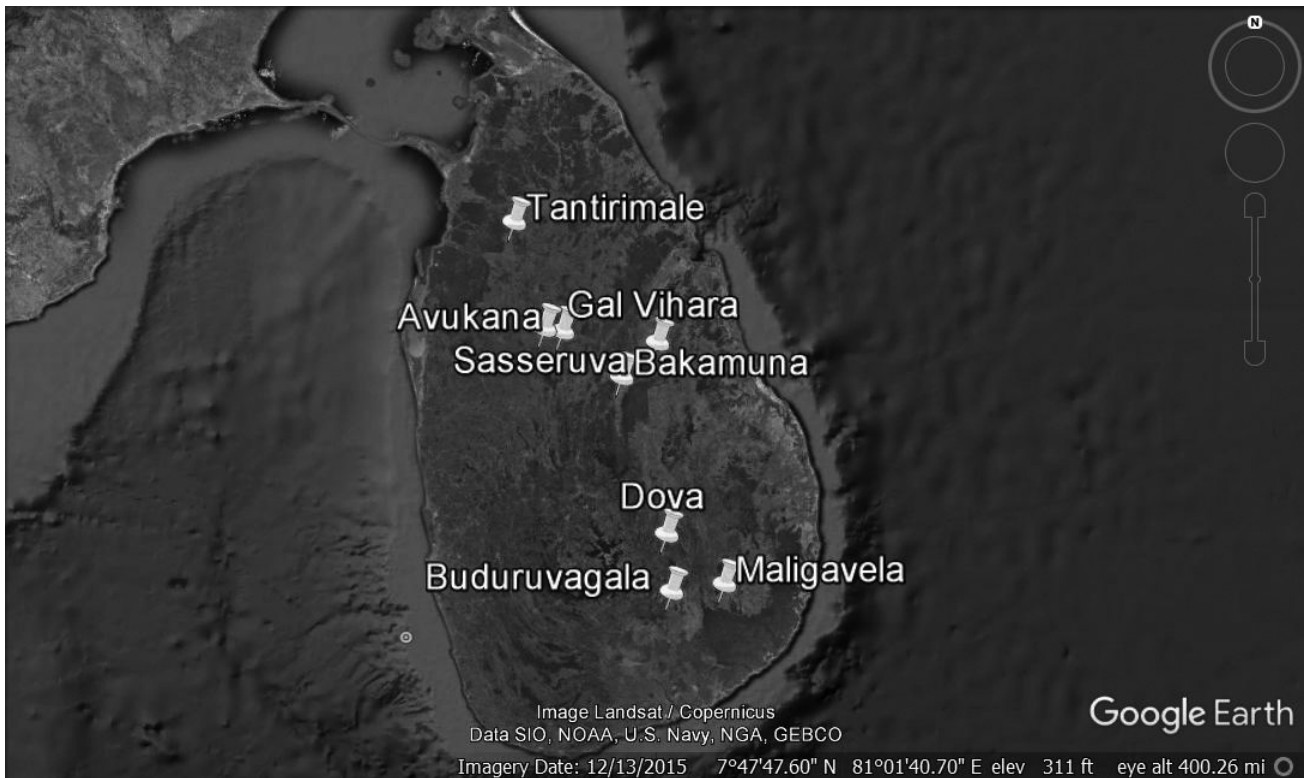 N
Tantirimale
Gal Vihara
Avukana
Sasseruva
Bakamuna
Dova
Buduruvagala
Maligavela
Google Earth
Image Landsat / Copernicus
Data SIO, NOAA, U.S. Navy, NGA, GEBCO
Imagery Date: 12/13/2015 7°47'47.60" N 81°01'40.70" E elev 311 ft eye alt 400.26 mi